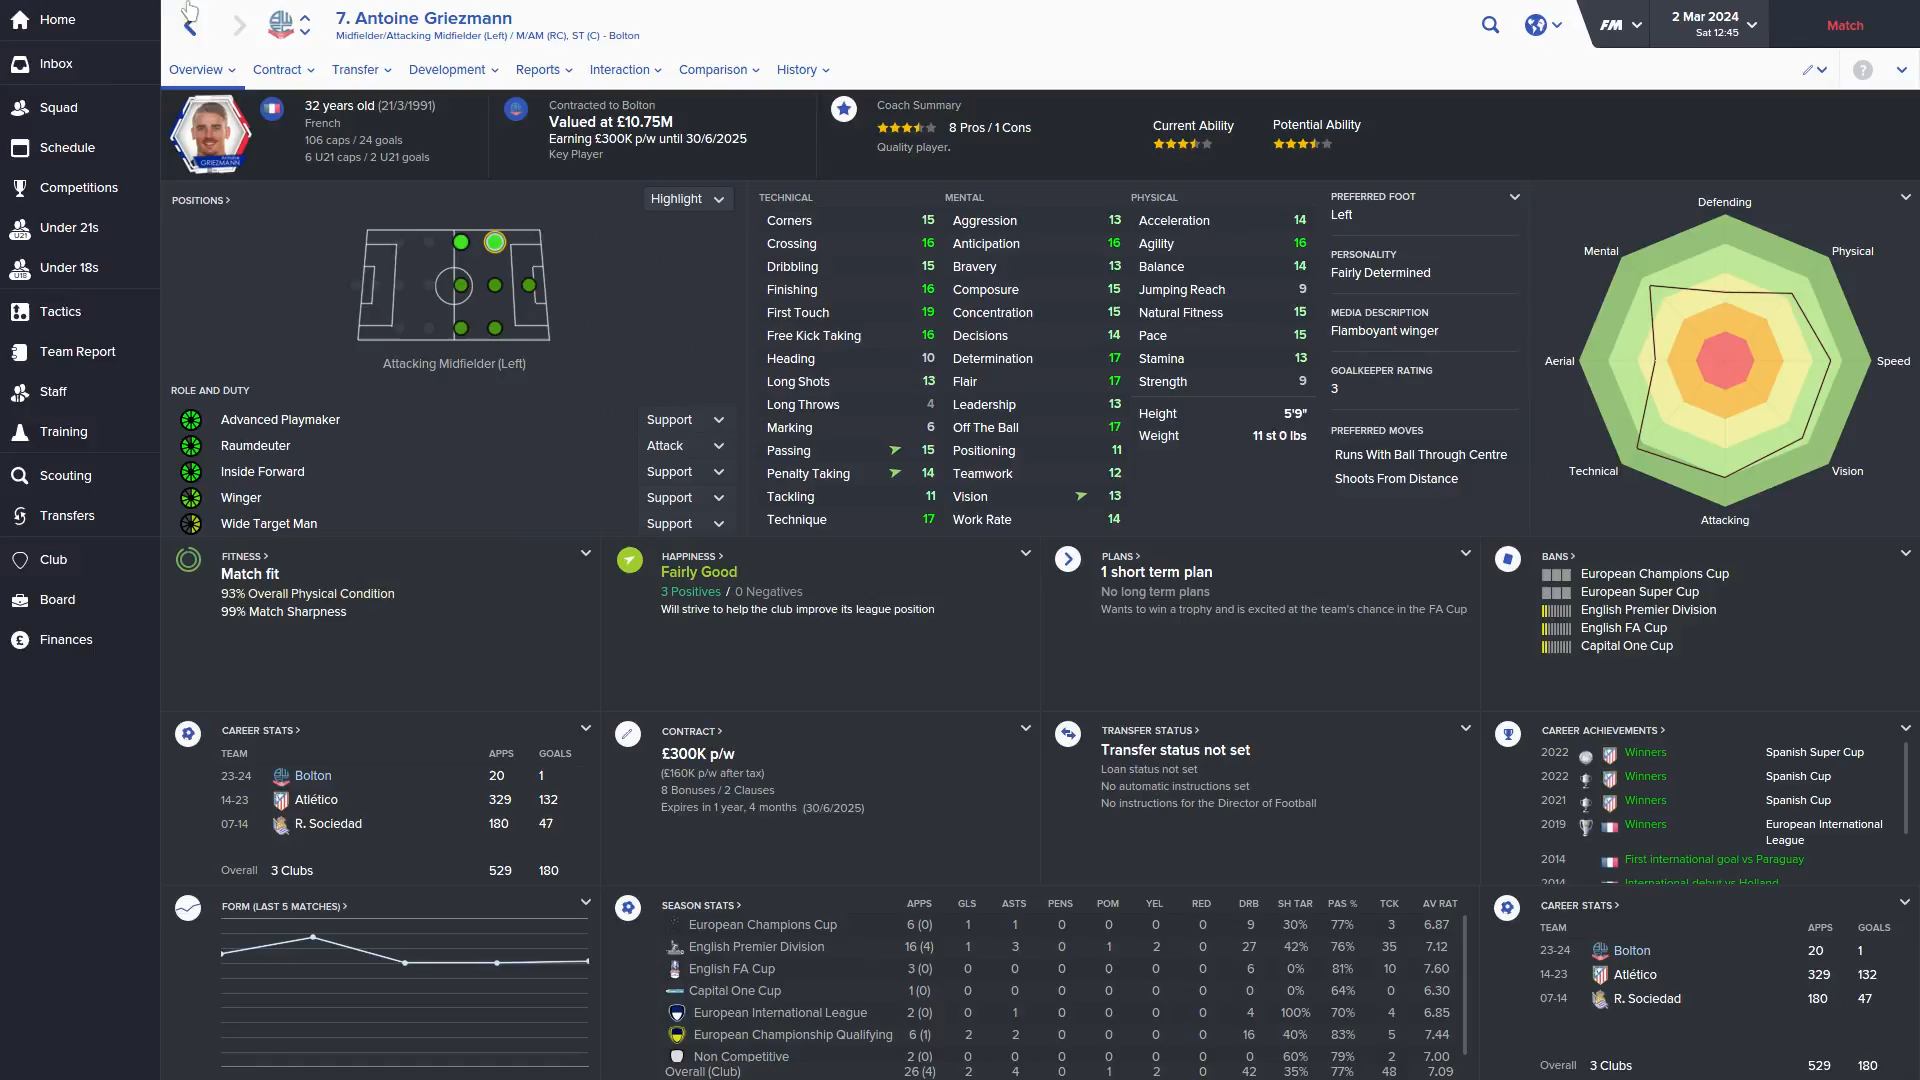 Home
Inbox
Squad
Schedule
Competitions
Under 21s
Under 18s
Tactics
Team Report
Staff
Training
Scouting
Transfers
Club
Board
Finances
7. Antoine Griezmann
Midfielder/Attacking Midfielder (Left) / M/AM (RC), ST (C) - Bolton
FM
2 Mar 2024
Sat 12:45
Match
Overview Contract Transfer Development Reports Interaction Comparison History
?
32 years old (21/3/1991)
French
106 caps / 24 goals
6 U21 caps / 2 U21 goals
Contracted to Bolton
Valued at £10.75M
Earning £300K p/w until 30/6/2025
Key Player
Coach Summary
8 Pros / 1 Cons
Quality player.
Current Ability
Potential Ability
POSITIONS >
Highlight
Attacking Midfielder (Left)
ROLE AND DUTY
Advanced Playmaker Support
Raumdeuter Attack
Inside Forward Support
Winger Support
Wide Target Man Support
TECHNICAL
Corners 15
Crossing 16
Dribbling 15
Finishing 16
First Touch 19
Free Kick Taking 16
Heading 10
Long Shots 13
Long Throws 4
Marking 6
Passing 15
Penalty Taking 14
Tackling 11
Technique 17
MENTAL
Aggression 13
Anticipation 16
Bravery 13
Composure 15
Concentration 15
Decisions 14
Determination 17
Flair 17
Leadership 13
Off The Ball 17
Positioning 11
Teamwork 12
Vision 13
Work Rate 14
PHYSICAL
Acceleration 14
Agility 16
Balance 14
Jumping Reach 9
Natural Fitness 15
Pace 15
Stamina 13
Strength 9
Height 5'9"
Weight 11 st 0 lbs
PREFERRED FOOT
Left
PERSONALITY
Fairly Determined
MEDIA DESCRIPTION
Flamboyant winger
GOALKEEPER RATING
3
PREFERRED MOVES
Runs With Ball Through Centre
Shoots From Distance
Defending
Physical
Speed
Vision
Attacking
Technical
Aerial
Mental
FITNESS >
Match fit
93% Overall Physical Condition
99% Match Sharpness
HAPPINESS >
Fairly Good
3 Positives / 0 Negatives
Will strive to help the club improve its league position
PLANS >
1 short term plan
No long term plans
Wants to win a trophy and is excited at the team's chance in the FA Cup
BANS >
European Champions Cup
European Super Cup
English Premier Division
English FA Cup
Capital One Cup
CAREER STATS >
TEAM APPS GOALS
23-24 Bolton 20 1
14-23 Atlético 329 132
07-14 R. Sociedad 180 47
Overall 3 Clubs 529 180
CONTRACT >
£300K p/w
(£160K p/w after tax)
8 Bonuses / 2 Clauses
Expires in 1 year, 4 months (30/6/2025)
TRANSFER STATUS >
Transfer status not set
Loan status not set
No automatic instructions set
No instructions for the Director of Football
CAREER ACHIEVEMENTS >
2022 Winners Spanish Super Cup
2022 Winners Spanish Cup
2021 Winners Spanish Cup
2019 Winners European International
League
2014 First international goal vs Paraguay
2014 International debut vs Holland
FORM (LAST 5 MATCHES) >
SEASON STATS > APPS GLS ASTS PENS POM YEL RED DRB SH TAR PAS % TCK AV RAT
European Champions Cup 6 (0) 1 1 0 0 0 0 9 30% 77% 3 6.87
English Premier Division 16 (4) 1 3 0 1 2 0 27 42% 76% 35 7.12
English FA Cup 3 (0) 0 0 0 0 0 0 6 0% 81% 10 7.60
Capital One Cup 1 (0) 0 0 0 0 0 0 0 0% 64% 0 6.30
European International League 2 (0) 0 1 0 0 0 0 4 100% 70% 4 6.85
European Championship Qualifying 6 (1) 2 2 0 0 0 0 16 40% 83% 5 7.44
Non Competitive 2 (0) 0 0 0 0 0 0 0 60% 79% 2 7.00
Overall (Club) 26 (4) 2 4 0 1 2 0 42 35% 77% 48 7.09
CAREER STATS >
TEAM APPS GOALS
23-24 Bolton 20 1
14-23 Atlético 329 132
07-14 R. Sociedad 180 47
Overall 3 Clubs 529 180